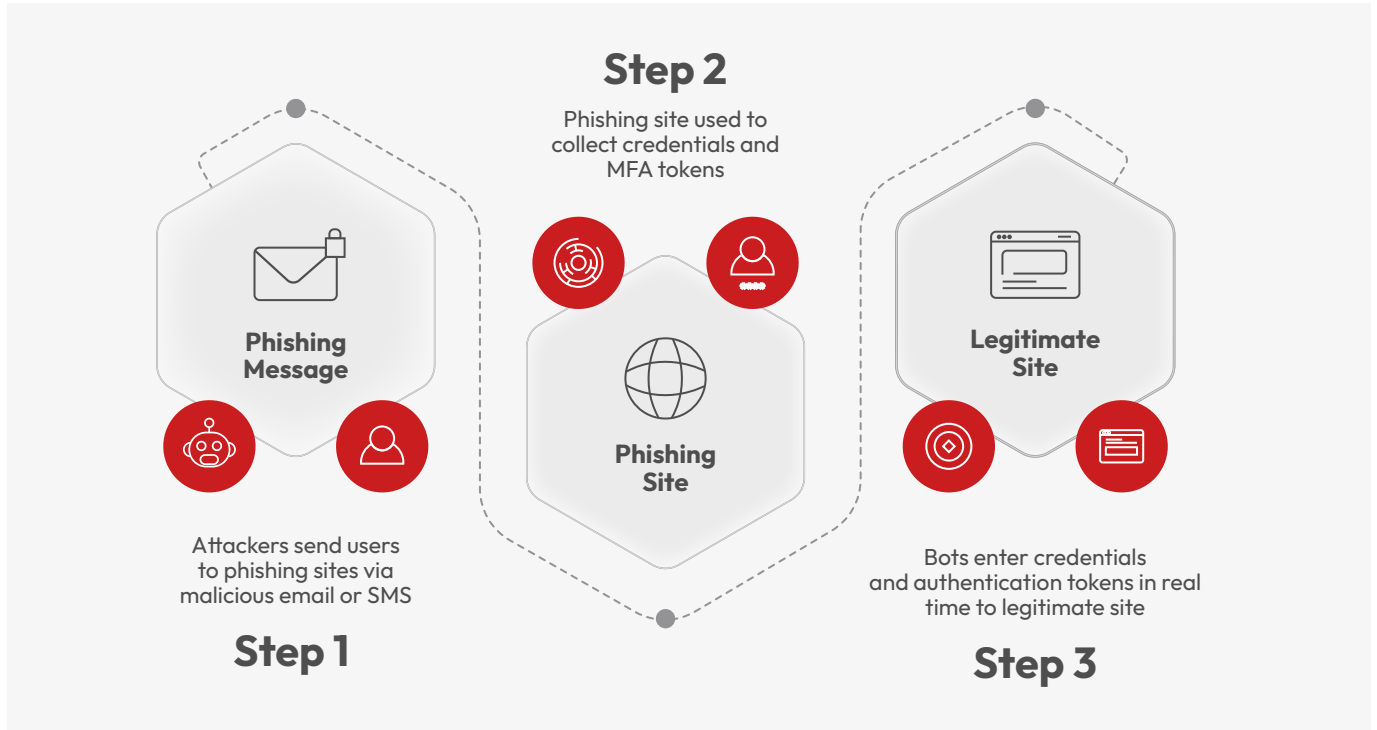 Phishing
Message
Attackers send users
to phishing sites via
malicious email or SMS
Step 1
Step 2
Phishing site used to
collect credentials and
MFA tokens
Phishing
Site
Legitimate
Site
Bots enter credentials
and authentication tokens in real
time to legitimate site
Step 3